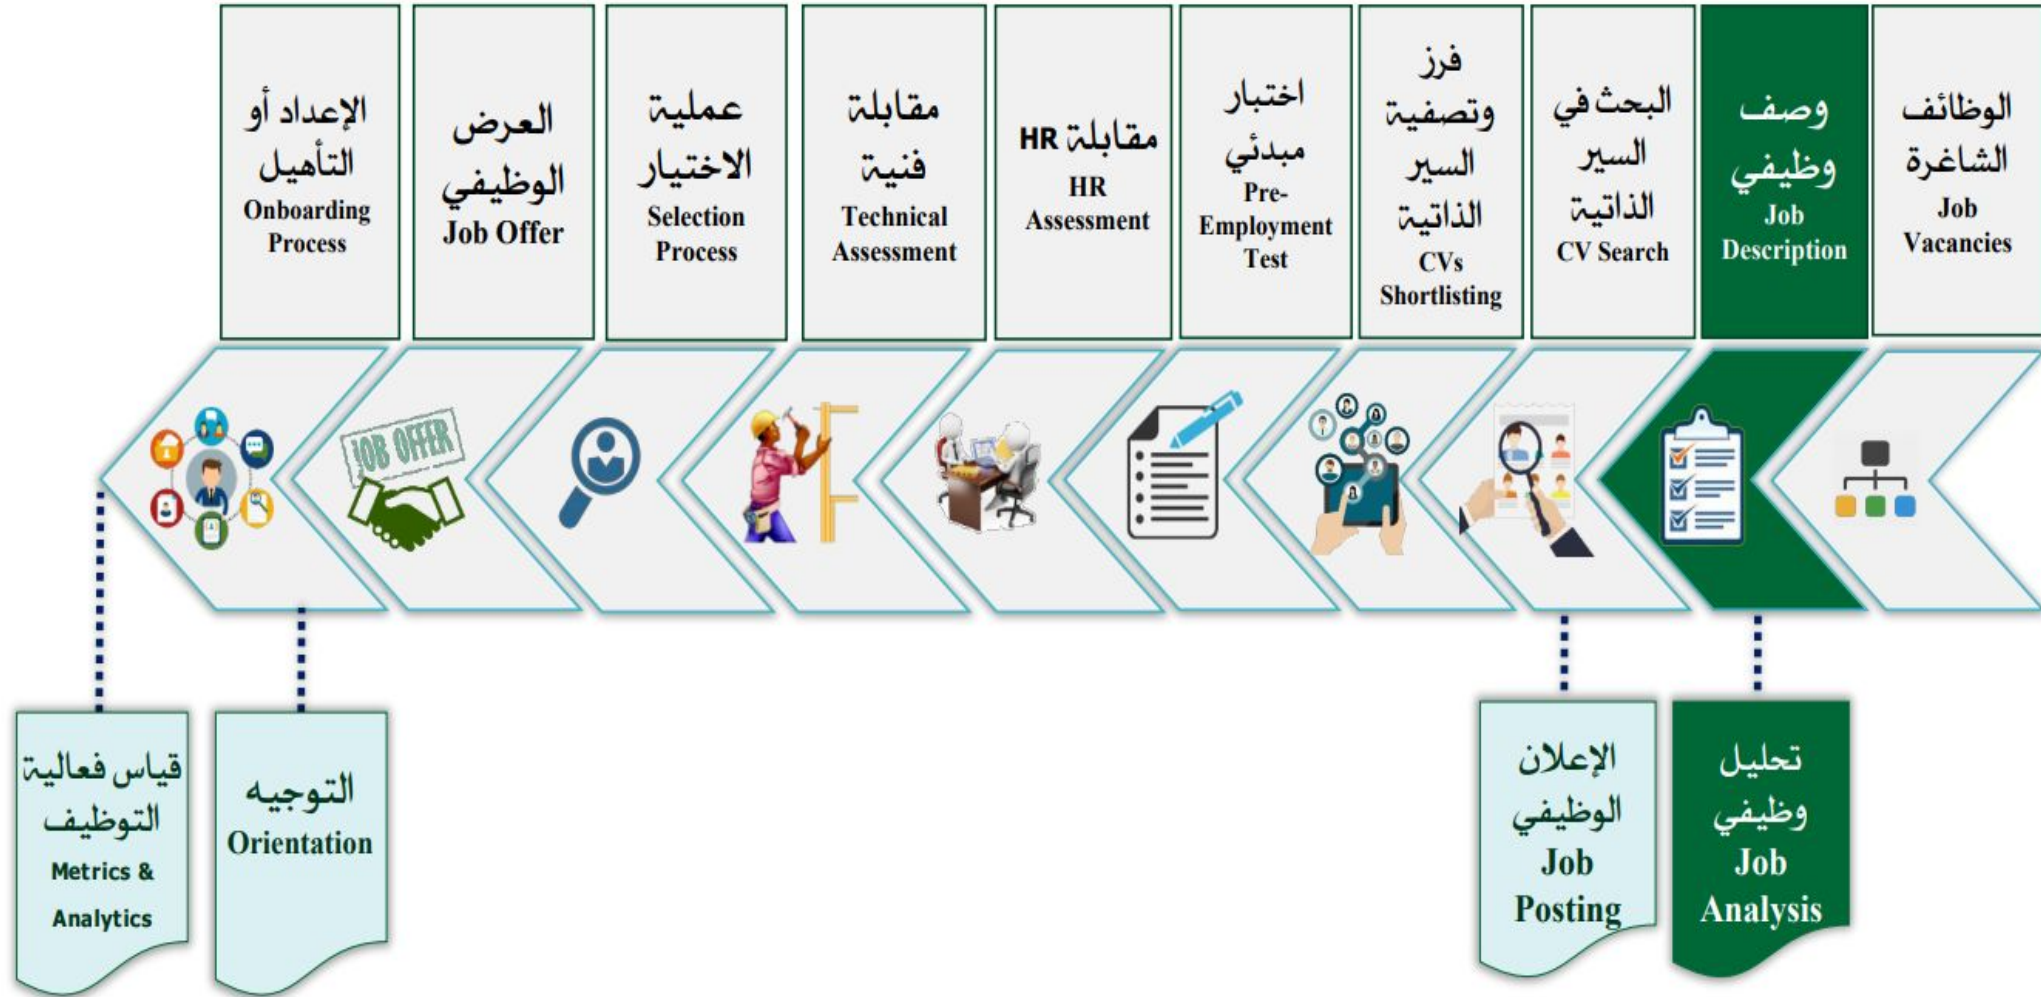 الوظائف
الشاغرة
Job
Vacancies
وصف
وظيفي
Job
Description
البحث في
السير
الذاتية
CV Search
فرز
وتصفية
السير
الذاتية
CVs
Shortlisting
اختبار
مبدئي
Pre-
Employment
Test
مقابلة HR
HR
Assessment
مقابلة
فنية
Technical
Assessment
عملية
الاختيار
Selection
Process
العرض
الوظيفي
Job Offer
الإعداد أو
التأهيل
Onboarding
Process
JOB OFFER
تحليل
وظيفي
Job
Analysis
الإعلان
الوظيفي
Job
Posting
التوجيه
Orientation
قياس فعالية
التوظيف
Metrics &
Analytics